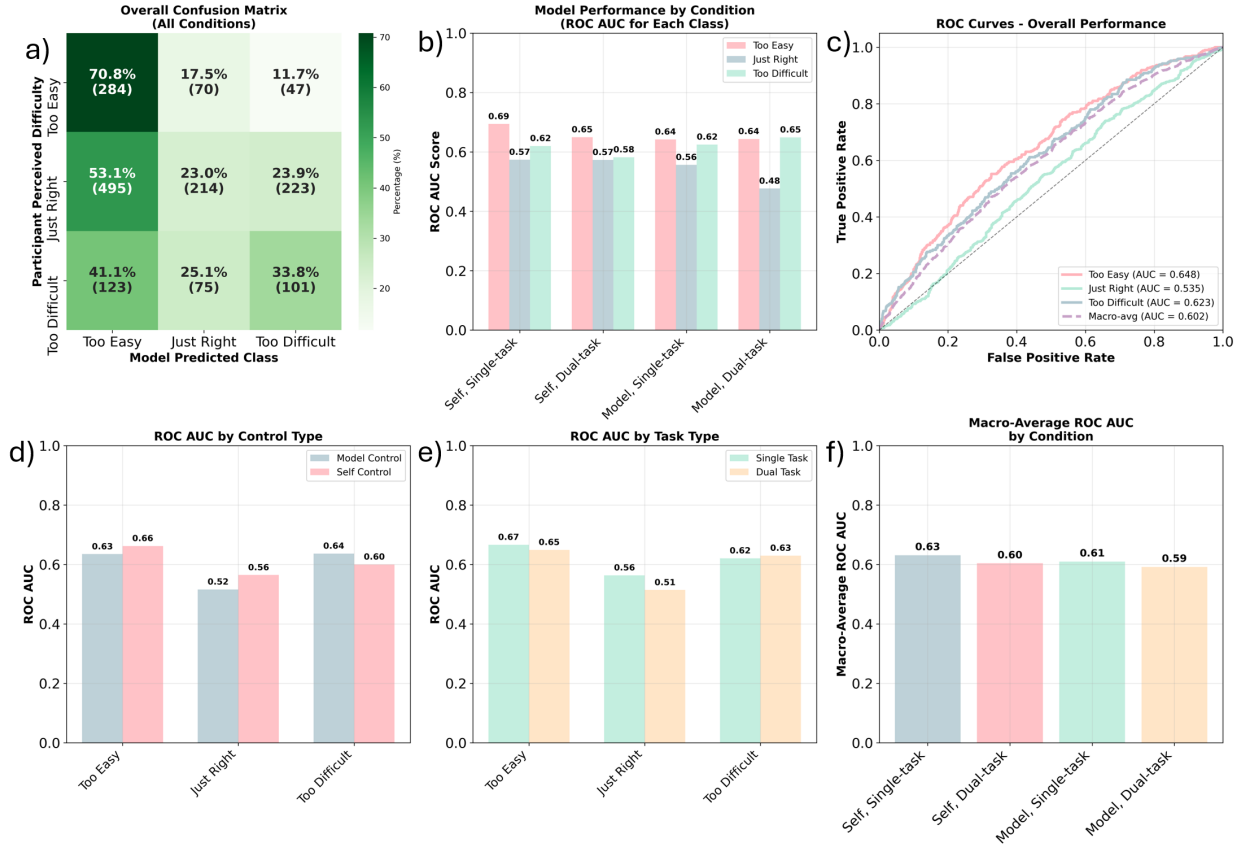 a)
Overall Confusion Matrix
(All Conditions)
Participant Perceived Difficulty
Too Easy
Just Right
Too Difficult
70.8%
(284)
17.5%
(70)
11.7%
(47)
53.1%
(495)
23.0%
(214)
23.9%
(223)
41.1%
(123)
25.1%
(75)
33.8%
(101)
Too Easy
Just Right
Too Difficult
Model Predicted Class
70
60
50
40
30
20
Percentage (%)
b)
Model Performance by Condition
(ROC AUC for Each Class)
ROC AUC Score
1.0
0.8
0.6
0.4
0.2
0.0
Too Easy
Just Right
Too Difficult
0.69
0.57
0.62
0.65
0.57
0.58
0.64
0.56
0.62
0.64
0.48
0.65
Self, Single-task
Self, Dual-task
Model, Single-task
Model, Dual-task
c)
ROC Curves - Overall Performance
True Positive Rate
1.0
0.8
0.6
0.4
0.2
0.0
Too Easy (AUC = 0.648)
Just Right (AUC = 0.535)
Too Difficult (AUC = 0.623)
Macro-avg (AUC = 0.602)
0.0
0.2
0.4
0.6
0.8
1.0
False Positive Rate
d)
ROC AUC by Control Type
ROC AUC
1.0
0.8
0.6
0.4
0.2
0.0
Model Control
Self Control
0.63
0.66
0.52
0.56
0.64
0.60
Too Easy
Just Right
Too Difficult
e)
ROC AUC by Task Type
ROC AUC
1.0
0.8
0.6
0.4
0.2
0.0
Single Task
Dual Task
0.67
0.65
0.56
0.51
0.62
0.63
Too Easy
Just Right
Too Difficult
f)
Macro-Average ROC AUC
by Condition
Macro-Average ROC AUC
1.0
0.8
0.6
0.4
0.2
0.0
0.63
0.60
0.61
0.59
Self, Single-task
Self, Dual-task
Model, Single-task
Model, Dual-task